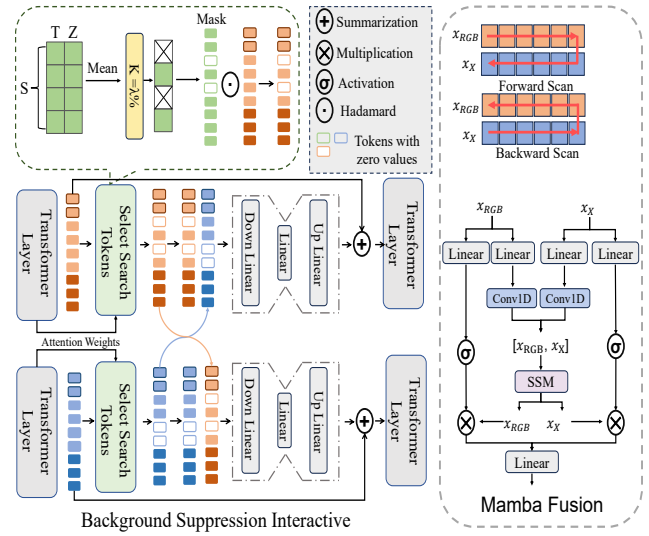 T Z
S
Mean
K =λ%
Mask
Summarization
Multiplication
σ Activation
Hadamard
Tokens with
zero values
x_RGB
x_X
Forward Scan
x_RGB
x_X
Backward Scan
Transformer
Layer
Select Search
Tokens
Down Linear
Linear
Up Linear
Transformer
Layer
Attention Weights
Transformer
Layer
Select Search
Tokens
Down Linear
Linear
Up Linear
Transformer
Layer
Background Suppression Interactive
x_RGB x_X
Linear Linear Linear Linear
Conv1D Conv1D
σ [x_RGB, x_X] σ
SSM
x_RGB x_X
Linear
Mamba Fusion